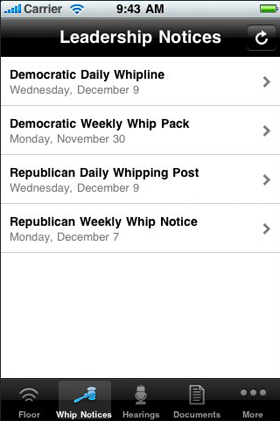 Carrier 9:43 AM
Leadership Notices
Democratic Daily Whipline
Wednesday, December 9
Democratic Weekly Whip Pack
Monday, November 30
Republican Daily Whipping Post
Wednesday, December 9
Republican Weekly Whip Notice
Monday, December 7
Floor Whip Notices Hearings Documents More